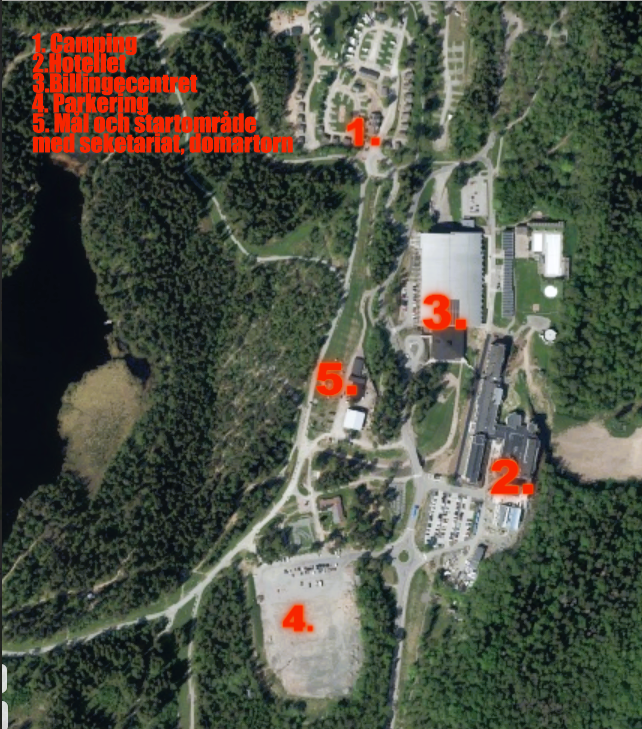 1. Camping
2.Hotellet
3.Billingecentret
4. Parkering
5. Mål och startområde
med seketariat, domartorn
1.
3.
5.
2.
4.